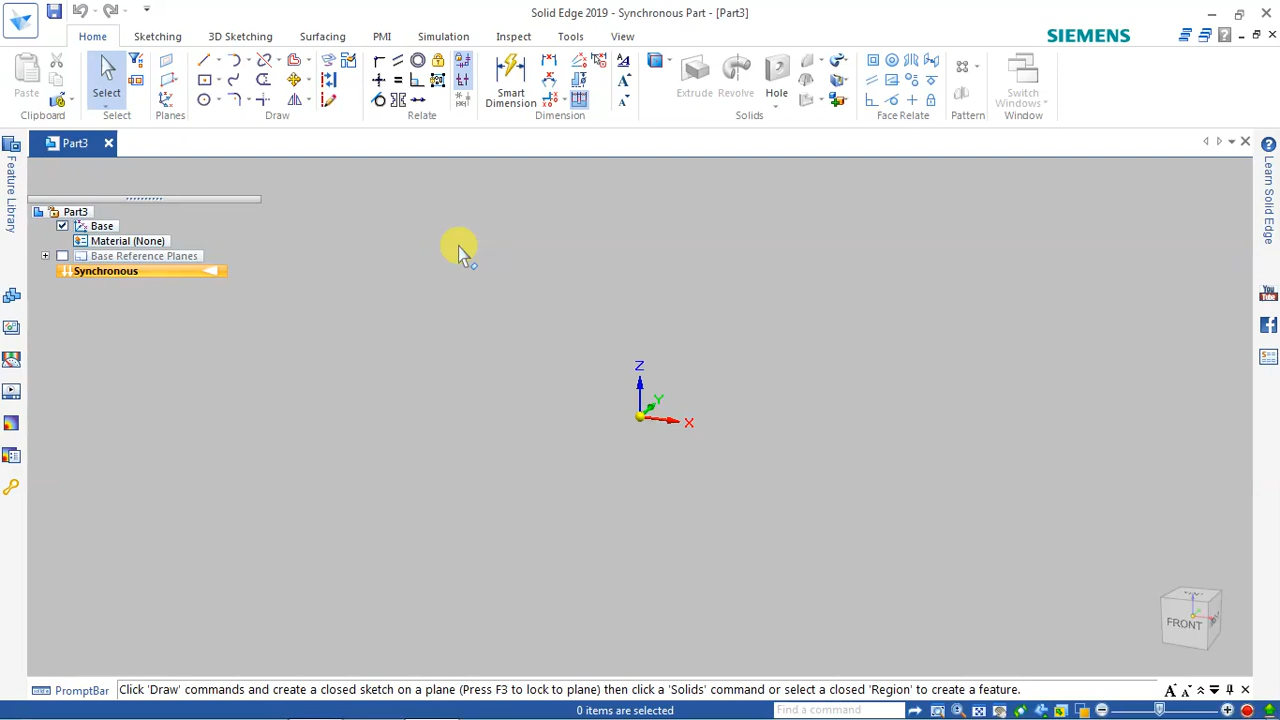 Solid Edge 2019 - Synchronous Part - [Part3]
Home Sketching 3D Sketching Surfacing PMI Simulation Inspect Tools View
SIEMENS
Paste
Select
Smart
Dimension
Extrude Revolve Hole
Switch
Windows
Clipboard Select Planes Draw Relate Dimension Solids Face Relate Pattern Window
Part3
Feature Library
Learn Solid Edge
Part3
Base
Material (None)
Base Reference Planes
Synchronous
Z
Y
X
FRONT
You
Tube
PromptBar
Click 'Draw' commands and create a closed sketch on a plane (Press F3 to lock to plane) then click a 'Solids' command or select a closed 'Region' to create a feature.
0 items are selected
Find a command